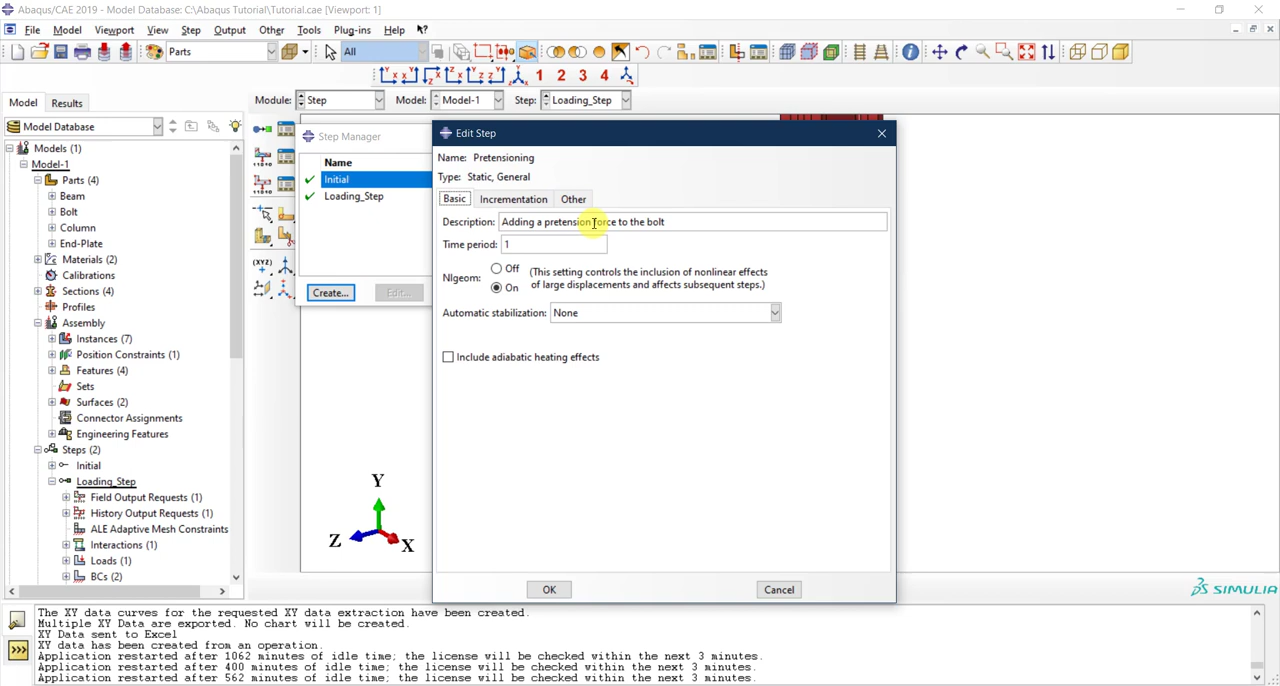 Abaqus/CAE 2019 - Model Database: C:\Abaqus Tutorial\Tutorial.cae [Viewport: 1]
File Model Viewport View Step Output Other Tools Plug-ins Help
Parts All
1 2 3 4
Model Results Module: Step Model: Model-1 Step: Loading_Step
Model Database
Models (1)
Model-1
Parts (4)
Beam
Bolt
Column
End-Plate
Materials (2)
Calibrations
Sections (4)
Profiles
Assembly
Instances (7)
Position Constraints (1)
Features (4)
Sets
Surfaces (2)
Connector Assignments
Engineering Features
Steps (2)
Initial
Loading_Step
Field Output Requests (1)
History Output Requests (1)
ALE Adaptive Mesh Constraints
Interactions (1)
Loads (1)
BCs (2)
Step Manager
Name
Initial
Loading_Step
Create... Edit...
Edit Step
Name: Pretensioning
Type: Static, General
Basic Incrementation Other
Description: Adding a pretension force to the bolt
Time period: 1
Nlgeom: Off
On
(This setting controls the inclusion of nonlinear effects
of large displacements and affects subsequent steps.)
Automatic stabilization: None
Include adiabatic heating effects
OK Cancel
Y
Z X
SIMULIA
The XY data curves for the requested XY data extraction have been created.
Multiple XY Data are exported. No chart will be created.
XY Data sent to Excel
XY data has been created from an operation.
Application restarted after 1062 minutes of idle time; the license will be checked within the next 3 minutes.
Application restarted after 400 minutes of idle time; the license will be checked within the next 3 minutes.
Application restarted after 562 minutes of idle time; the license will be checked within the next 3 minutes.